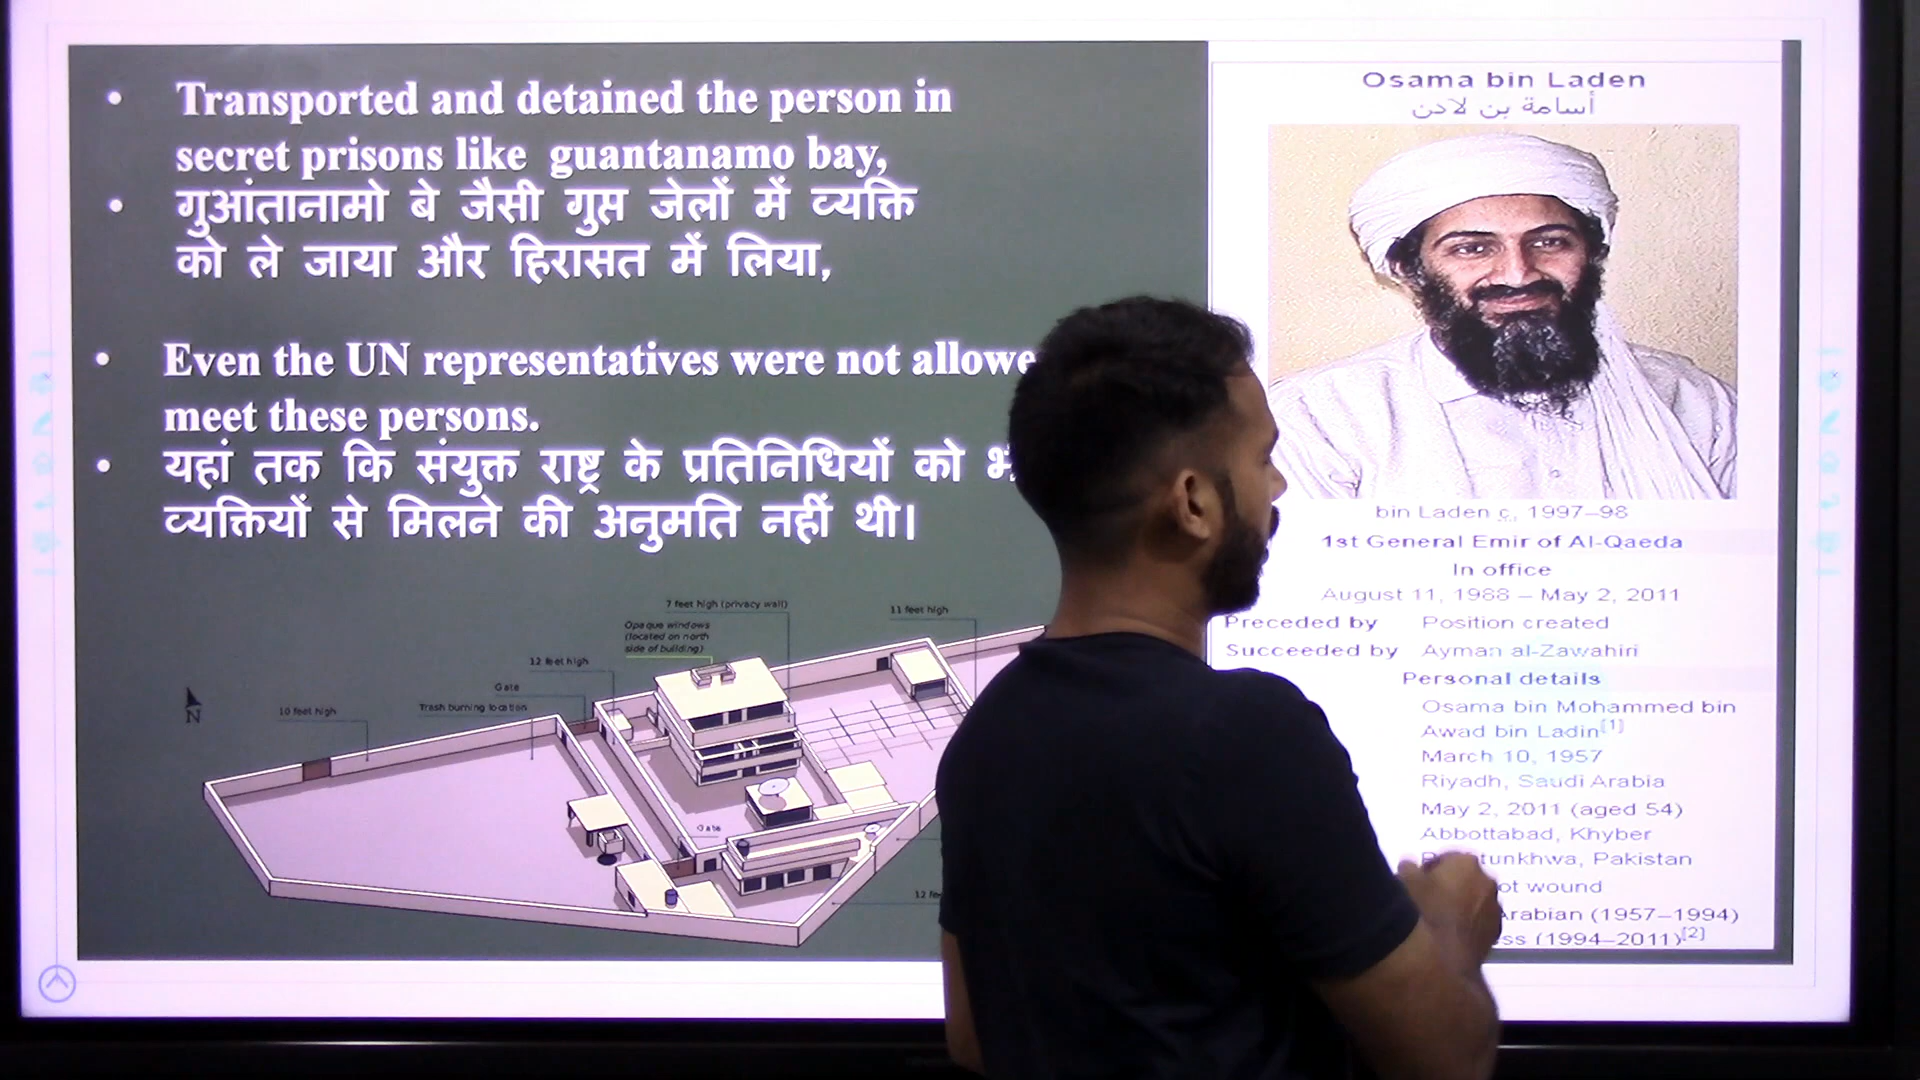 Transported and detained the person in
secret prisons like guantanamo bay,
गुआंतानामो बे जैसी गुप्त जेलों में व्यक्ति
को ले जाया और हिरासत में लिया,
Even the UN representatives were not allowe
meet these persons.
यहां तक कि संयुक्त राष्ट्र के प्रतिनिधियों को
व्यक्तियों से मिलने की अनुमति नहीं थी।
7 feet high (privacy wall)
11 feet high
Opaque windows
(located on north
side of building)
12 feet high
Gate
Trash burning location
10 feet high
N
Gate
12
Osama bin Laden
أسامة بن لادن
bin Laden c. 1997–98
1st General Emir of Al-Qaeda
In office
August 11, 1988 – May 2, 2011
Preceded by Position created
Succeeded by Ayman al-Zawahiri
Personal details
Osama bin Mohammed bin
Awad bin Ladin[1]
March 10, 1957
Riyadh, Saudi Arabia
May 2, 2011 (aged 54)
Abbottabad, Khyber
tunkhwa, Pakistan
ot wound
Arabian (1957–1994)
ss (1994–2011)[2]